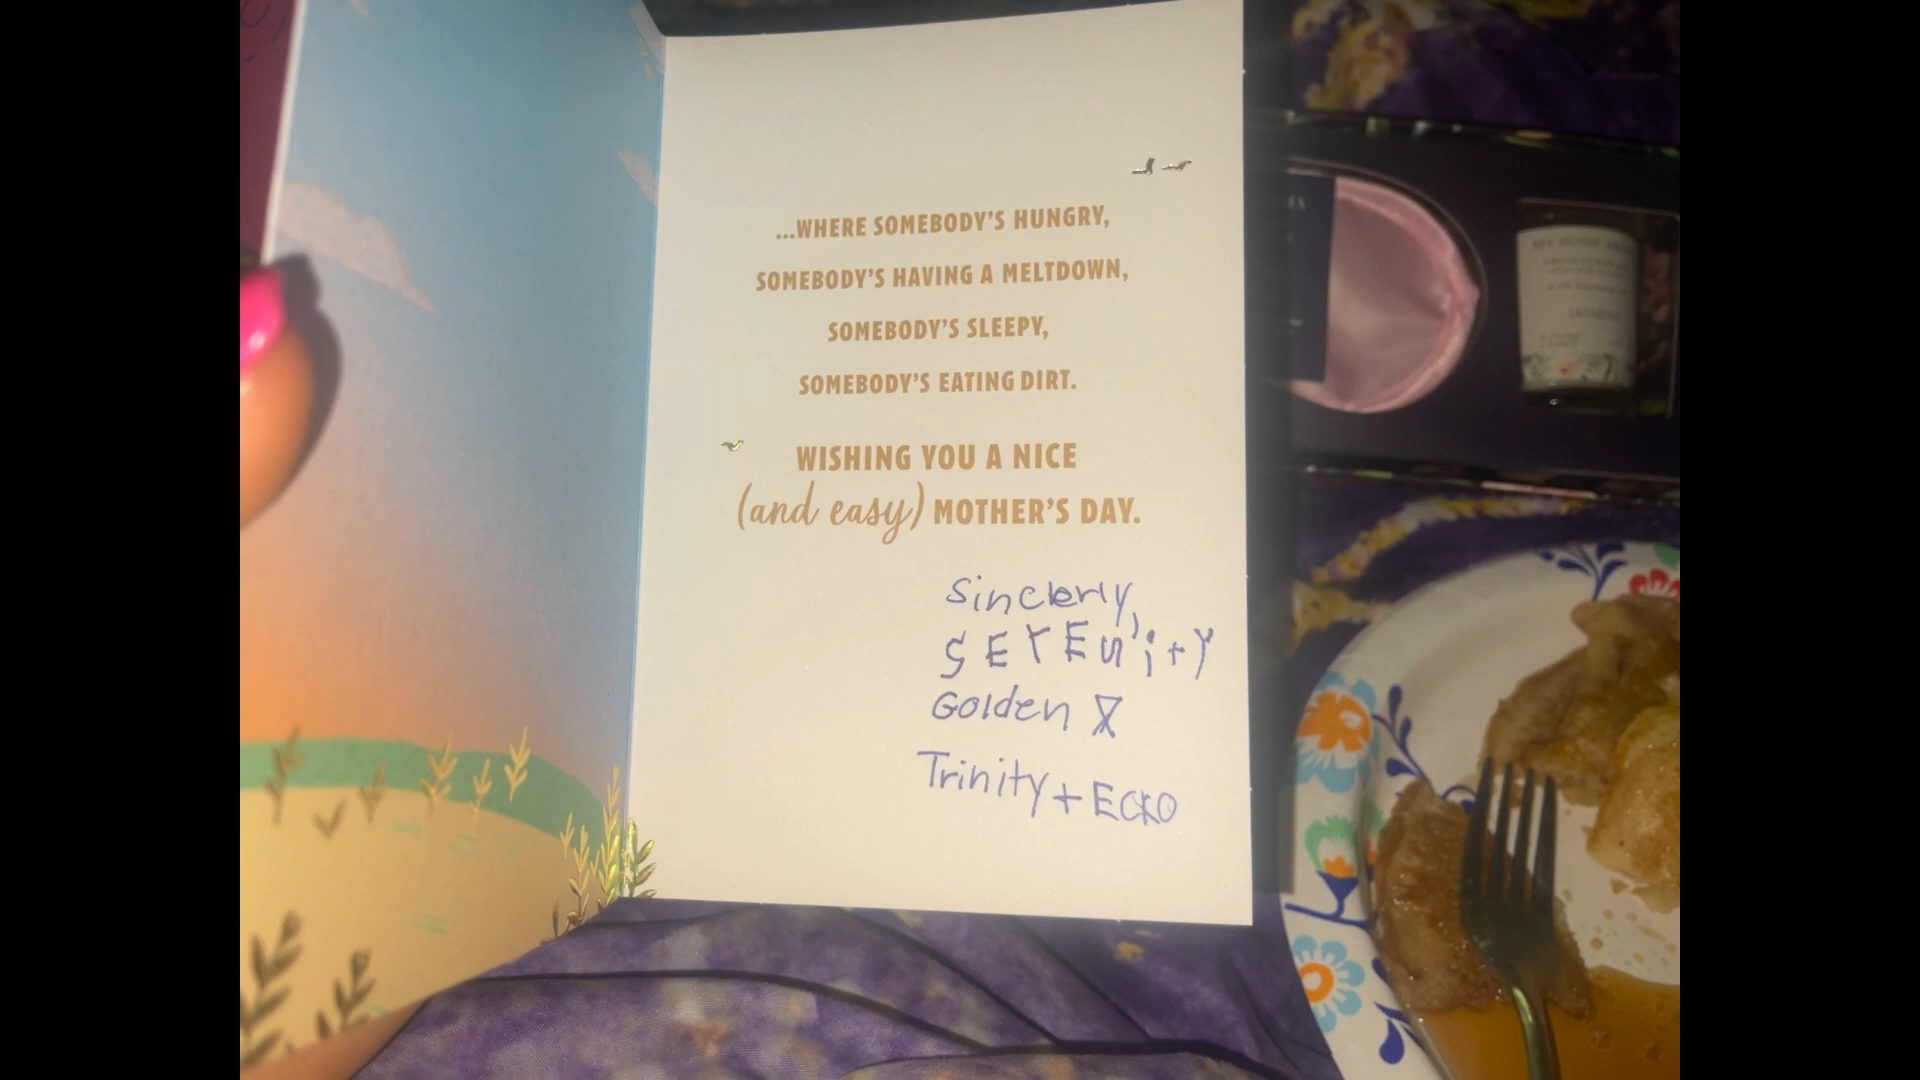 ...WHERE SOMEBODY'S HUNGRY,
SOMEBODY'S HAVING A MELTDOWN,
SOMEBODY'S SLEEPY,
SOMEBODY'S EATING DIRT.
WISHING YOU A NICE
(and easy) MOTHER'S DAY.
Sinclerly,
SErENity
Golden X
Trinity + Ecko